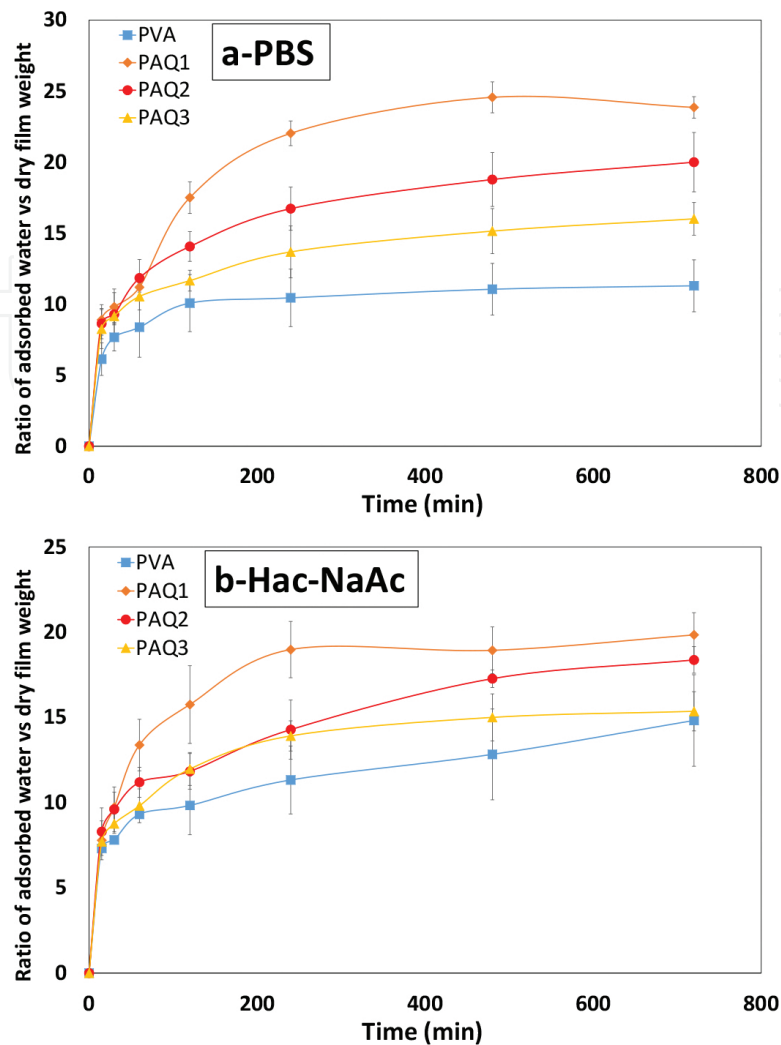 30
25
20
15
10
5
0
Ratio of adsorbed water vs dry film weight
PVA
PAQ1
PAQ2
PAQ3
a-PBS
0 200 400 600 800
Time (min)
25
20
15
10
5
0
Ratio of adsorbed water vs dry film weight
PVA
PAQ1
PAQ2
PAQ3
b-Hac-NaAc
0 200 400 600 800
Time (min)